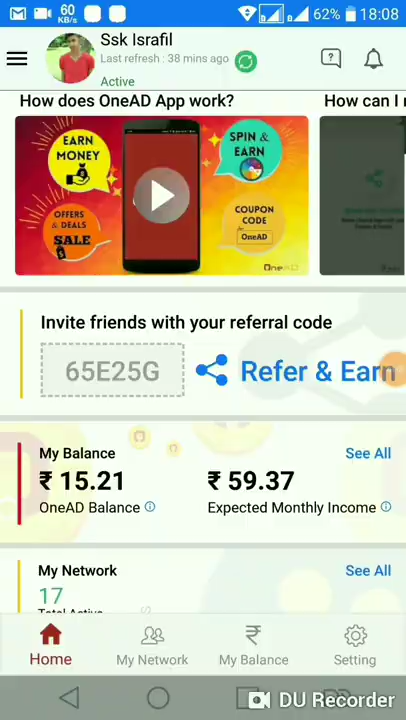 60
KB/s
62%
18:08
Ssk Israfil
Last refresh : 38 mins ago
Active
How does OneAD App work?
How can I
EARN
MONEY
SPIN &
EARN
OFFERS
& DEALS
SALE
COUPON
CODE
for
OneAD
OneAD
Invite friends with your referral code
65E25G
Refer & Earn
My Balance
See All
₹ 15.21
₹ 59.37
OneAD Balance
Expected Monthly Income
My Network
See All
17
Total Active
Home
My Network
My Balance
Setting
DU Recorder